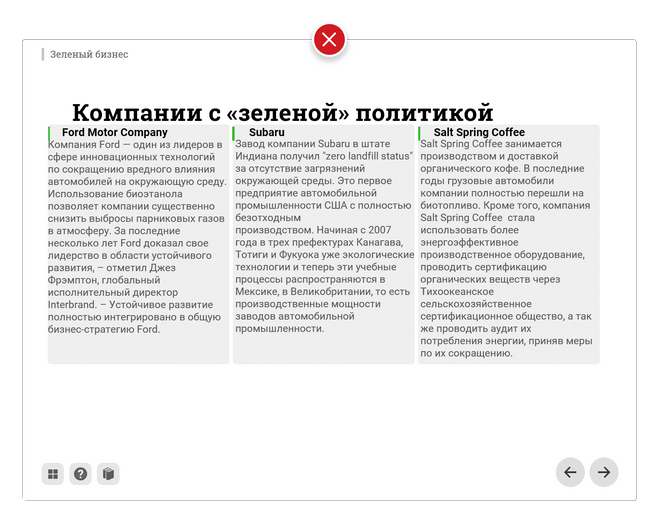 Зеленый бизнес
Компании с «зеленой» политикой
Ford Motor Company
Компания Ford — один из лидеров в
сфере инновационных технологий
по сокращению вредного влияния
автомобилей на окружающую среду.
Использование биоэтанола
позволяет компании существенно
снизить выбросы парниковых газов
в атмосферу. За последние
несколько лет Ford доказал свое
лидерство в области устойчивого
развития, – отметил Джез
Фрэмптон, глобальный
исполнительный директор
Interbrand. – Устойчивое развитие
полностью интегрировано в общую
бизнес-стратегию Ford.
Subaru
Завод компании Subaru в штате
Индиана получил "zero landfill status"
за отсутствие загрязнений
окружающей среды. Это первое
предприятие автомобильной
промышленности США с полностью
безотходным
производством. Начиная с 2007
года в трех префектурах Канагава,
Тотиги и Фукуока уже экологические
технологии и теперь эти учебные
процессы распространяются в
Мексике, в Великобритании, то есть
производственные мощности
заводов автомобильной
промышленности.
Salt Spring Coffee
Salt Spring Coffee занимается
производством и доставкой
органического кофе. В последние
годы грузовые автомобили
компании полностью перешли на
биотопливо. Кроме того, компания
Salt Spring Coffee стала
использовать более
энергоэффективное
производственное оборудование,
проводить сертификацию
органических веществ через
Тихоокеанское
сельскохозяйственное
сертификационное общество, а так
же проводить аудит их
потребления энергии, приняв меры
по их сокращению.